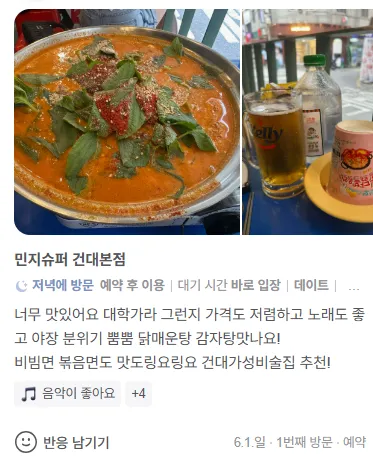 Kelly
민지슈퍼 건대본점
저녁에 방문 예약 후 이용 | 대기 시간 바로 입장 | 데이트 | ...
너무 맛있어요 대학가라 그런지 가격도 저렴하고 노래도 좋
고 야장 분위기 뿜뿜 닭매운탕 감자탕맛나요!
비빔면 볶음면도 맛도링요링요 건대가성비술집 추천!
음악이 좋아요 +4
반응 남기기 6.1.일 · 1번째 방문 · 예약